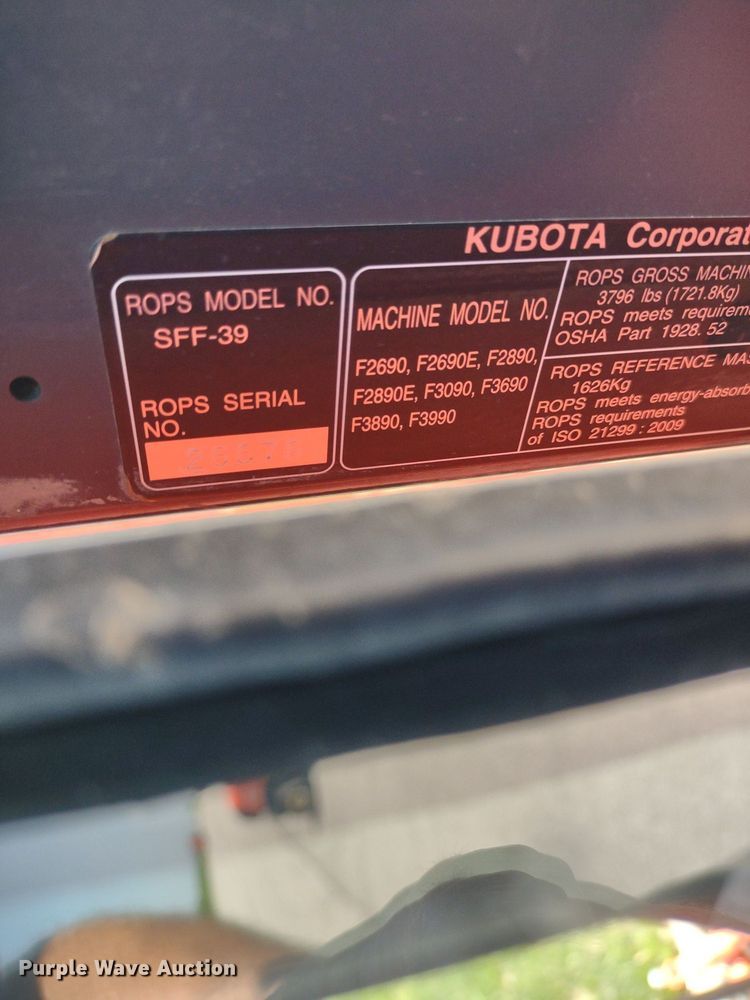 KUBOTA Corporat
ROPS MODEL NO.
SFF-39
ROPS SERIAL
NO.
MACHINE MODEL NO.
F2690, F2690E, F2890,
F2890E, F3090, F3690
F3890, F3990
ROPS GROSS MACHIN
3796 lbs (1721.8Kg)
ROPS meets requirem
OSHA Part 1928. 52
ROPS REFERENCE MAS
1626Kg
ROPS meets energy-absorb
ROPS requirements
of ISO 21299 : 2009
Purple Wave Auction